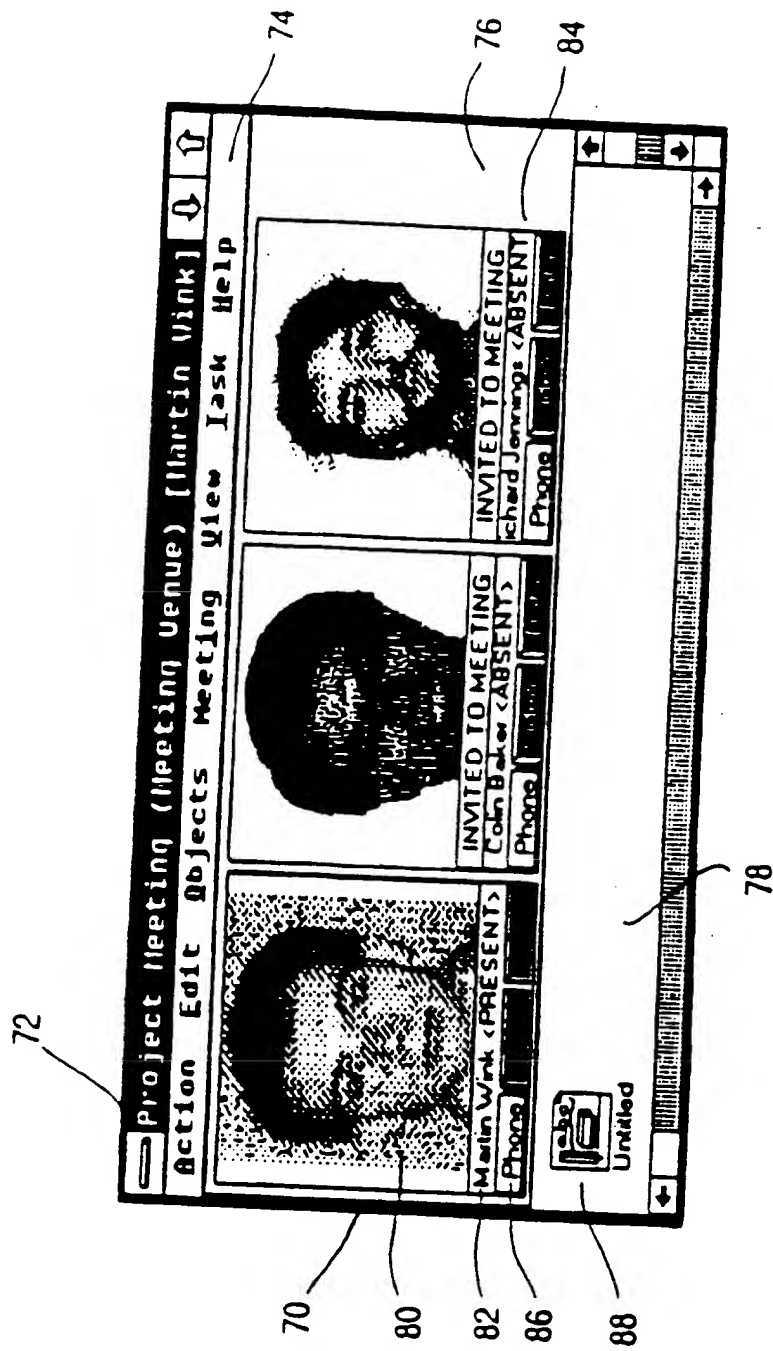 72
Project Meeting (Meeting Venue) [Martin Wink]
Action Edit Objects Meeting View Task Help
74
70
76
80
INVITED TO MEETING
INVITED TO MEETING
82
Martin Wink <PRESENT>
Colin Baker <ABSENT>
ichard Jennings <ABSENT
84
86
Phone
Phone
Phone
88
abc
Untitled
78